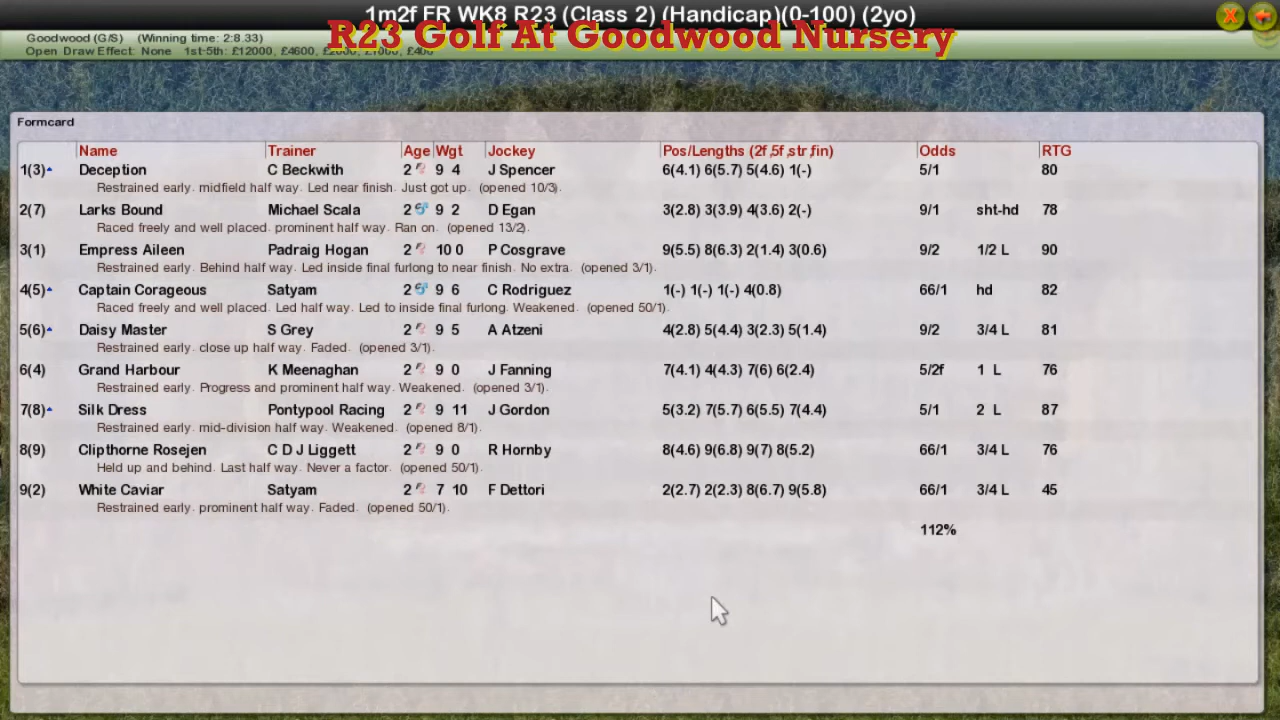 1m2f FR WK8 R23 (Class 2) (Handicap)(0-100) (2yo)
R23 Golf At Goodwood Nursery
Goodwood (G/S) (Winning time: 2:8.33)
Open Draw Effect: None 1st-5th: £12000, £4600, £2000, £1000, £400
Formcard
Name Trainer Age Wgt Jockey Pos/Lengths (2f,5f,str,fin) Odds RTG
1(3) Deception C Beckwith 2 9 4 J Spencer 6(4.1) 6(5.7) 5(4.6) 1(-) 5/1 80
Restrained early. midfield half way. Led near finish. Just got up. (opened 10/3).
2(7) Larks Bound Michael Scala 2 9 2 D Egan 3(2.8) 3(3.9) 4(3.6) 2(-) 9/1 sht-hd 78
Raced freely and well placed. prominent half way. Ran on. (opened 13/2).
3(1) Empress Aileen Padraig Hogan 2 10 0 P Cosgrave 9(5.5) 8(6.3) 2(1.4) 3(0.6) 9/2 1/2 L 90
Restrained early. Behind half way. Led inside final furlong to near finish. No extra. (opened 3/1).
4(5) Captain Corageous Satyam 2 9 6 C Rodriguez 1(-) 1(-) 1(-) 4(0.8) 66/1 hd 82
Raced freely and well placed. Led half way. Led to inside final furlong. Weakened. (opened 50/1).
5(6) Daisy Master S Grey 2 9 5 A Atzeni 4(2.8) 5(4.4) 3(2.3) 5(1.4) 9/2 3/4 L 81
Restrained early. close up half way. Faded. (opened 3/1).
6(4) Grand Harbour K Meenaghan 2 9 0 J Fanning 7(4.1) 4(4.3) 7(6) 6(2.4) 5/2f 1 L 76
Restrained early. Progress and prominent half way. Weakened. (opened 3/1).
7(8) Silk Dress Pontypool Racing 2 9 11 J Gordon 5(3.2) 7(5.7) 6(5.5) 7(4.4) 5/1 2 L 87
Restrained early. mid-division half way. Weakened. (opened 8/1).
8(9) Clipthorne Rosejen C D J Liggett 2 9 0 R Hornby 8(4.6) 9(6.8) 9(7) 8(5.2) 66/1 3/4 L 76
Held up and behind. Last half way. Never a factor. (opened 50/1).
9(2) White Caviar Satyam 2 7 10 F Dettori 2(2.7) 2(2.3) 8(6.7) 9(5.8) 66/1 3/4 L 45
Restrained early. prominent half way. Faded. (opened 50/1).
112%